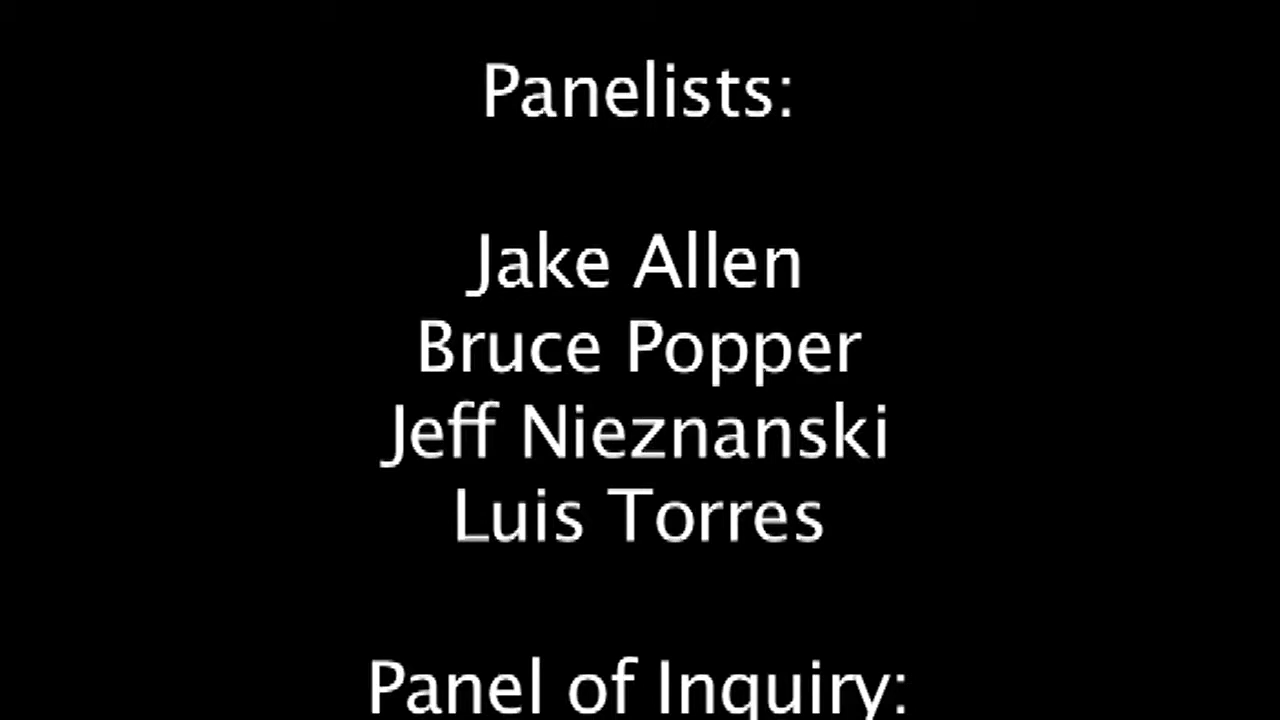 Panelists:
Jake Allen
Bruce Popper
Jeff Nieznanski
Luis Torres
Panel of Inquiry: